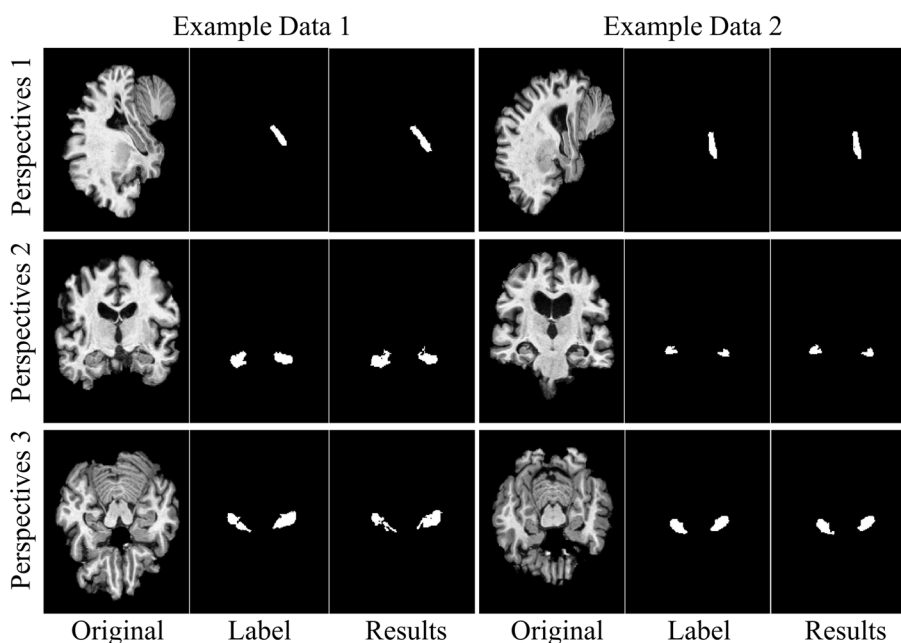 Example Data 1
Example Data 2
Perspectives 1
Perspectives 2
Perspectives 3
Original
Label
Results
Original
Label
Results